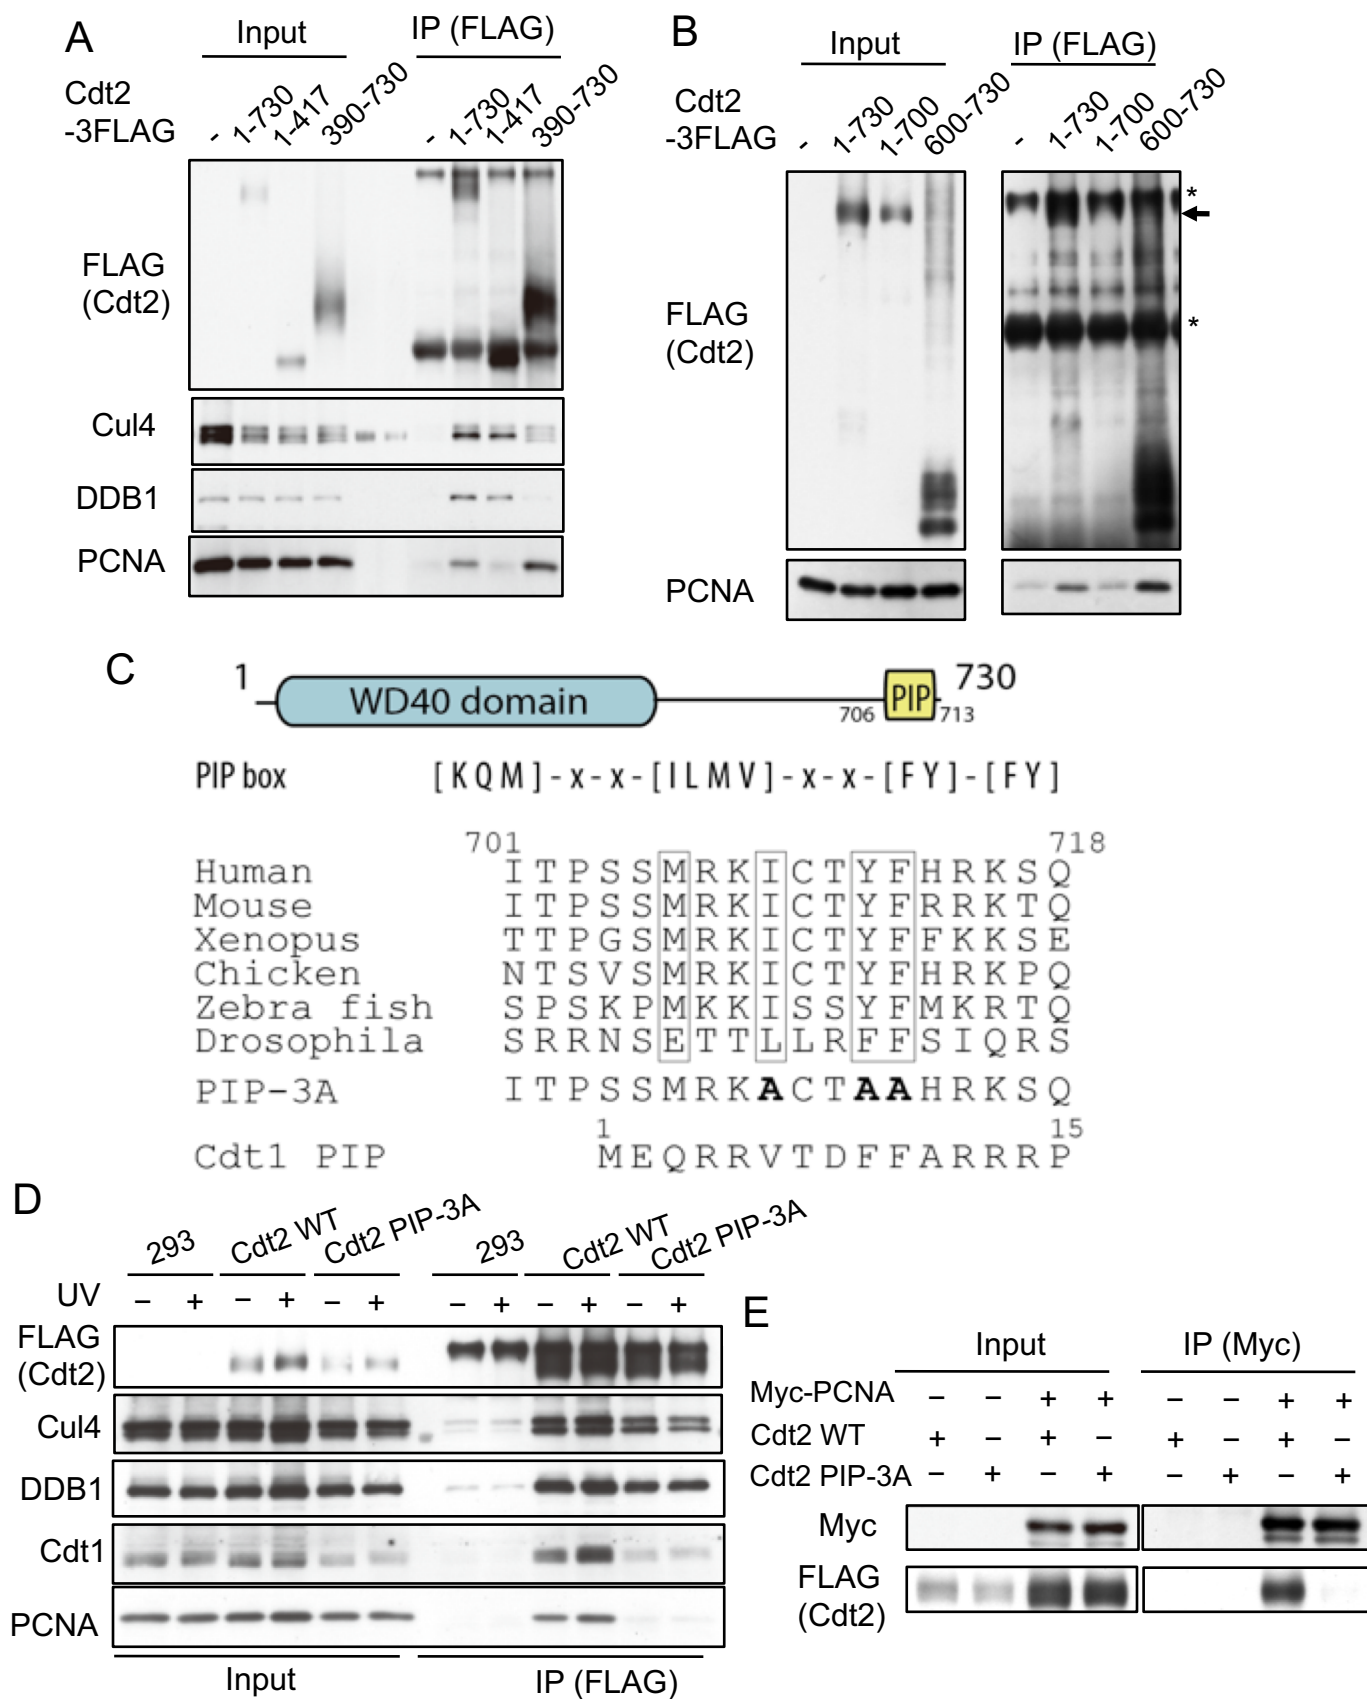 A
Input
IP (FLAG)
Cdt2
-3FLAG
- 1-730 1-417 390-730
- 1-730 1-417 390-730
FLAG
(Cdt2)
Cul4
DDB1
PCNA
B
Input
IP (FLAG)
Cdt2
-3FLAG
- 1-730 1-700 600-730
- 1-730 1-700 600-730
*
FLAG
(Cdt2)
*
PCNA
C
1 WD40 domain 706 PIP 713 730
PIP box [KQM]-x-x-[ILMV]-x-x-[FY]-[FY]
701 718
Human ITPSSMRKICTYFHRKSQ
Mouse ITPSSMRKICTYFRRKTQ
Xenopus TTPGSMRKICTYFFKKSE
Chicken NTSVSMRKICTYFHRKPQ
Zebra fish SPSKPMKKISSYFMKRTQ
Drosophila SRRNSETTLLRFFSIQRS
PIP-3A ITPSSMRKACTAAHRKSQ
1 15
Cdt1 PIP MEQRRVTDFFARRRP
D
293 Cdt2 WT Cdt2 PIP-3A 293 Cdt2 WT Cdt2 PIP-3A
UV − + − + − + − + − + − +
FLAG
(Cdt2)
Cul4
DDB1
Cdt1
PCNA
Input IP (FLAG)
E
Input IP (Myc)
Myc-PCNA − − + + − − + +
Cdt2 WT + − + − + − + −
Cdt2 PIP-3A − + − + − + − +
Myc
FLAG
(Cdt2)